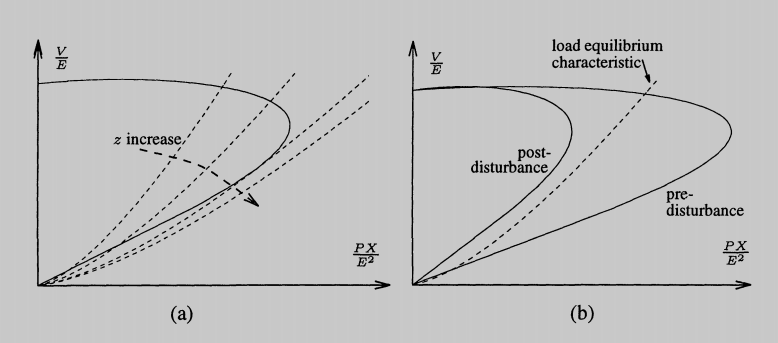 V/E
z increase
PX/E²
(a)
load equilibrium
characteristic
V/E
post-
disturbance
pre-
disturbance
PX/E²
(b)